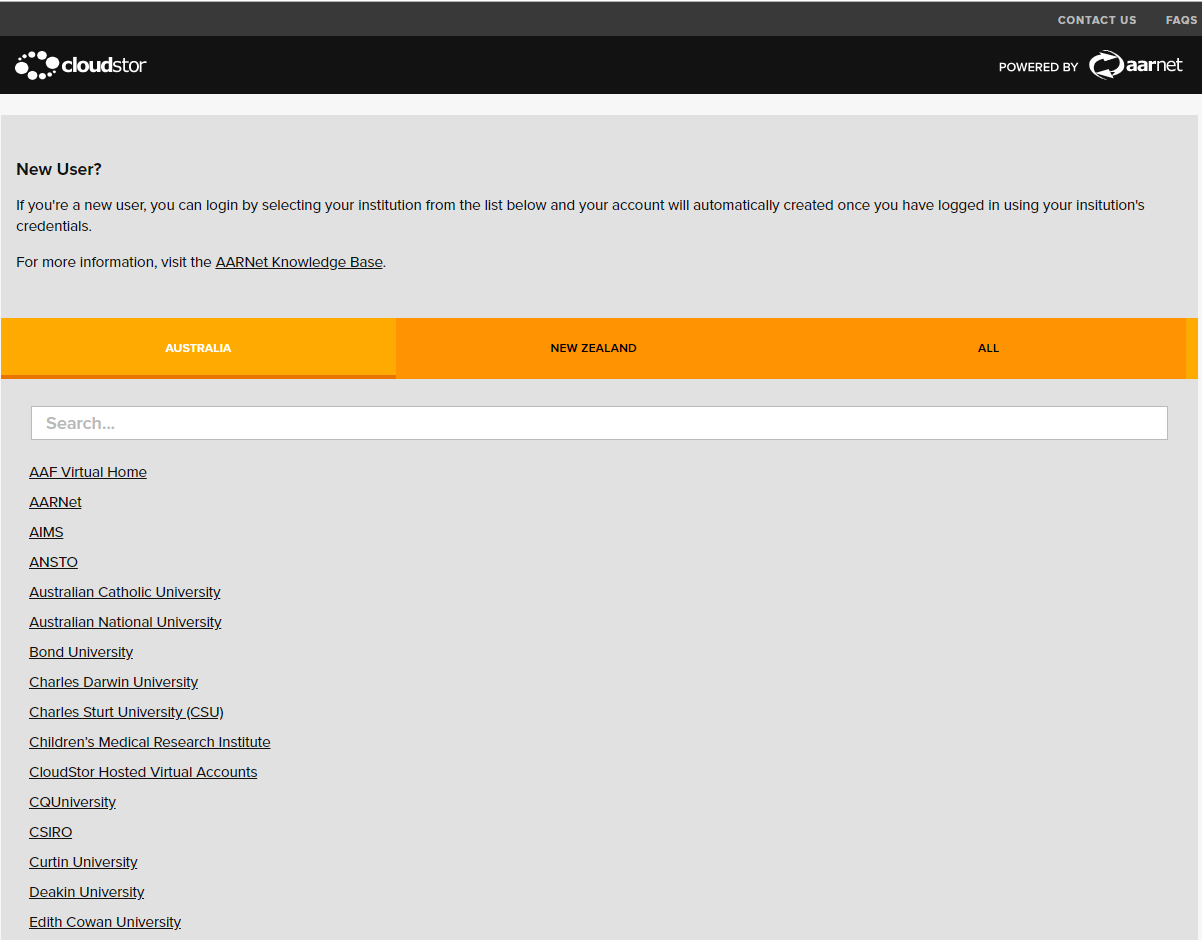 CONTACT US FAQS
cloudstor POWERED BY aarnet
New User?
If you're a new user, you can login by selecting your institution from the list below and your account will automatically created once you have logged in using your insitution's
credentials.
For more information, visit the AARNet Knowledge Base.
AUSTRALIA NEW ZEALAND ALL
Search...
AAF Virtual Home
AARNet
AIMS
ANSTO
Australian Catholic University
Australian National University
Bond University
Charles Darwin University
Charles Sturt University (CSU)
Children's Medical Research Institute
CloudStor Hosted Virtual Accounts
CQUniversity
CSIRO
Curtin University
Deakin University
Edith Cowan University